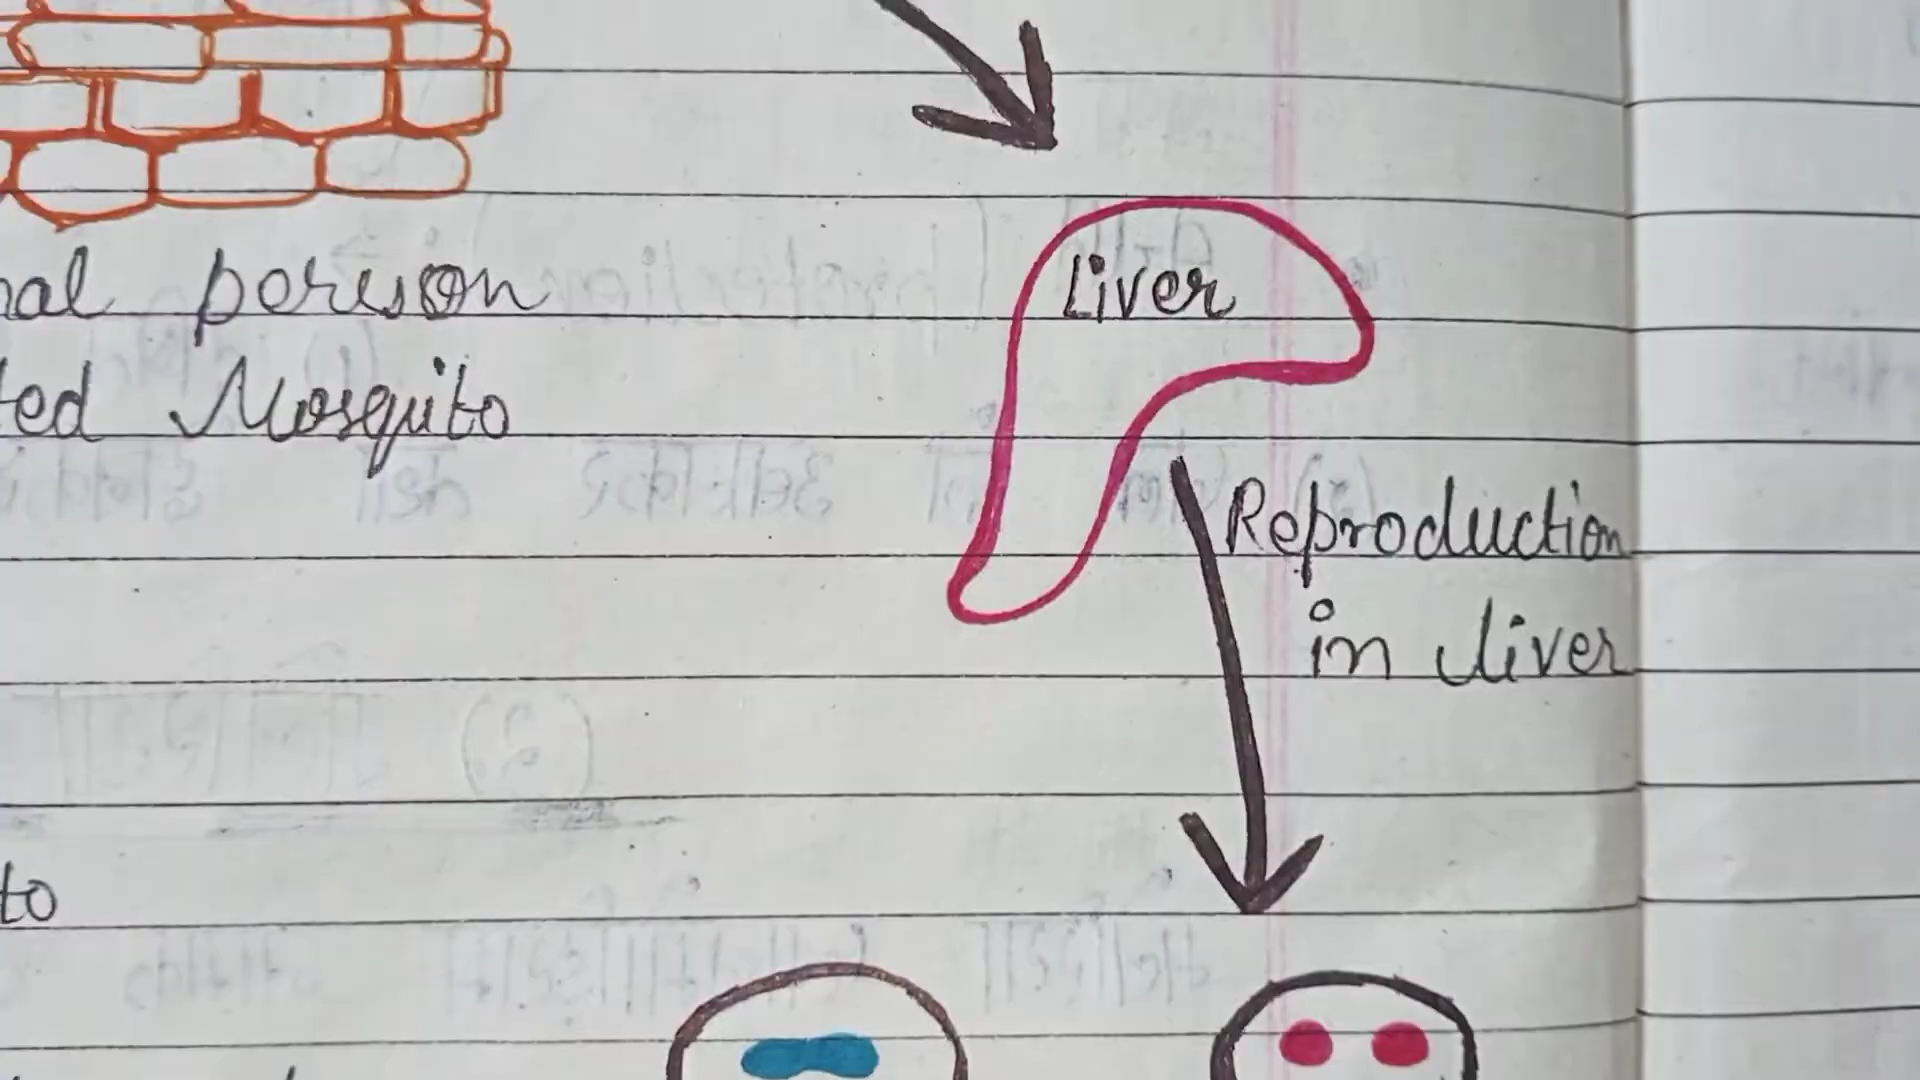 Liver
nal person
ted Mosquito
Reproduction
in liver
to